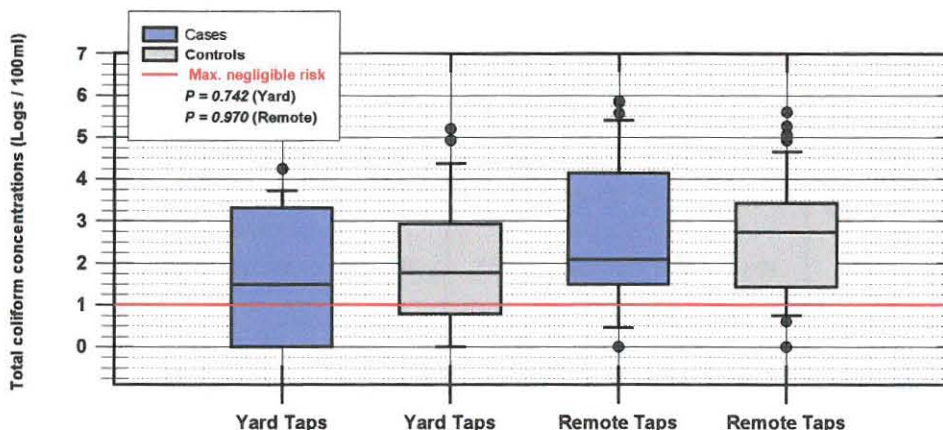 Cases
Controls
Max. negligible risk
P = 0.742 (Yard)
P = 0.970 (Remote)
Total coliform concentrations (Logs / 100ml)
7
6
5
4
3
2
1
0
Yard Taps Yard Taps Remote Taps Remote Taps